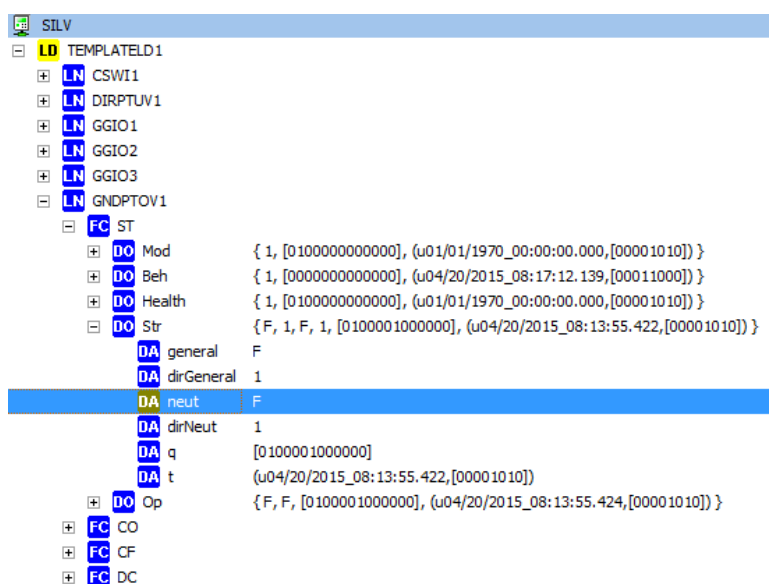 SILV
LD TEMPLATELD1
LN CSWI1
LN DIRPTUV1
LN GGIO1
LN GGIO2
LN GGIO3
LN GNDPTOV1
FC ST
DO Mod { 1, [0100000000000], (u01/01/1970_00:00:00.000,[00001010]) }
DO Beh { 1, [0000000000000], (u04/20/2015_08:17:12.139,[00011000]) }
DO Health { 1, [0100000000000], (u01/01/1970_00:00:00.000,[00001010]) }
DO Str { F, 1, F, 1, [0100001000000], (u04/20/2015_08:13:55.422,[00001010]) }
DA general F
DA dirGeneral 1
DA neut F
DA dirNeut 1
DA q [0100001000000]
DA t (u04/20/2015_08:13:55.422,[00001010])
DO Op { F, F, [0100001000000], (u04/20/2015_08:13:55.424,[00001010]) }
FC CO
FC CF
FC DC